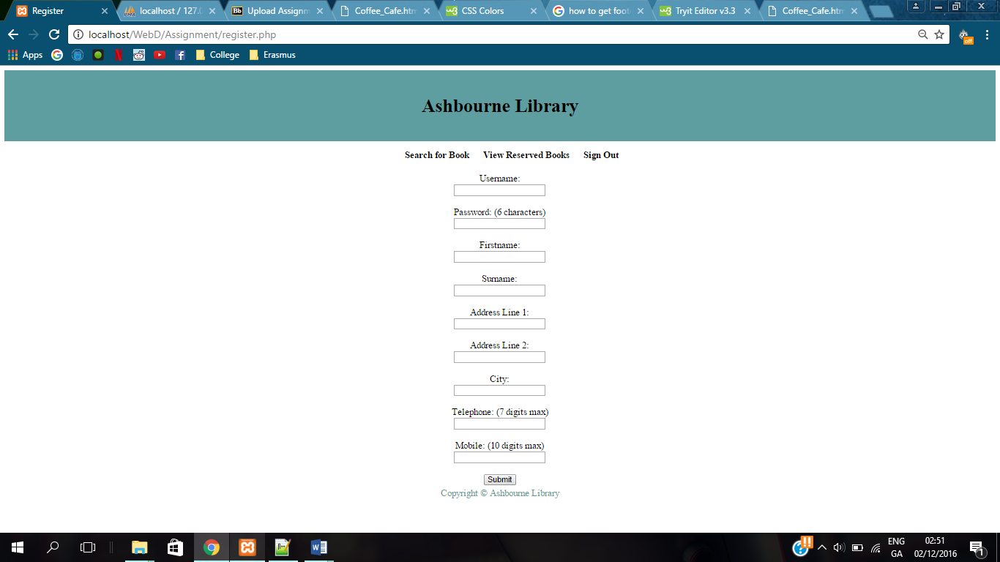 Register
localhost / 127.0
Upload Assignm
Coffee_Cafe.htm
CSS Colors
how to get foot
Tryit Editor v3.3
Coffee_Cafe.htm
localhost/WebD/Assignment/register.php
off
Apps
College
Erasmus
Ashbourne Library
Search for Book View Reserved Books Sign Out
Username:
Password: (6 characters)
Firstname:
Surname:
Address Line 1:
Address Line 2:
City:
Telephone: (7 digits max)
Mobile: (10 digits max)
Submit
Copyright © Ashbourne Library
ENG
GA
02:51
02/12/2016
1